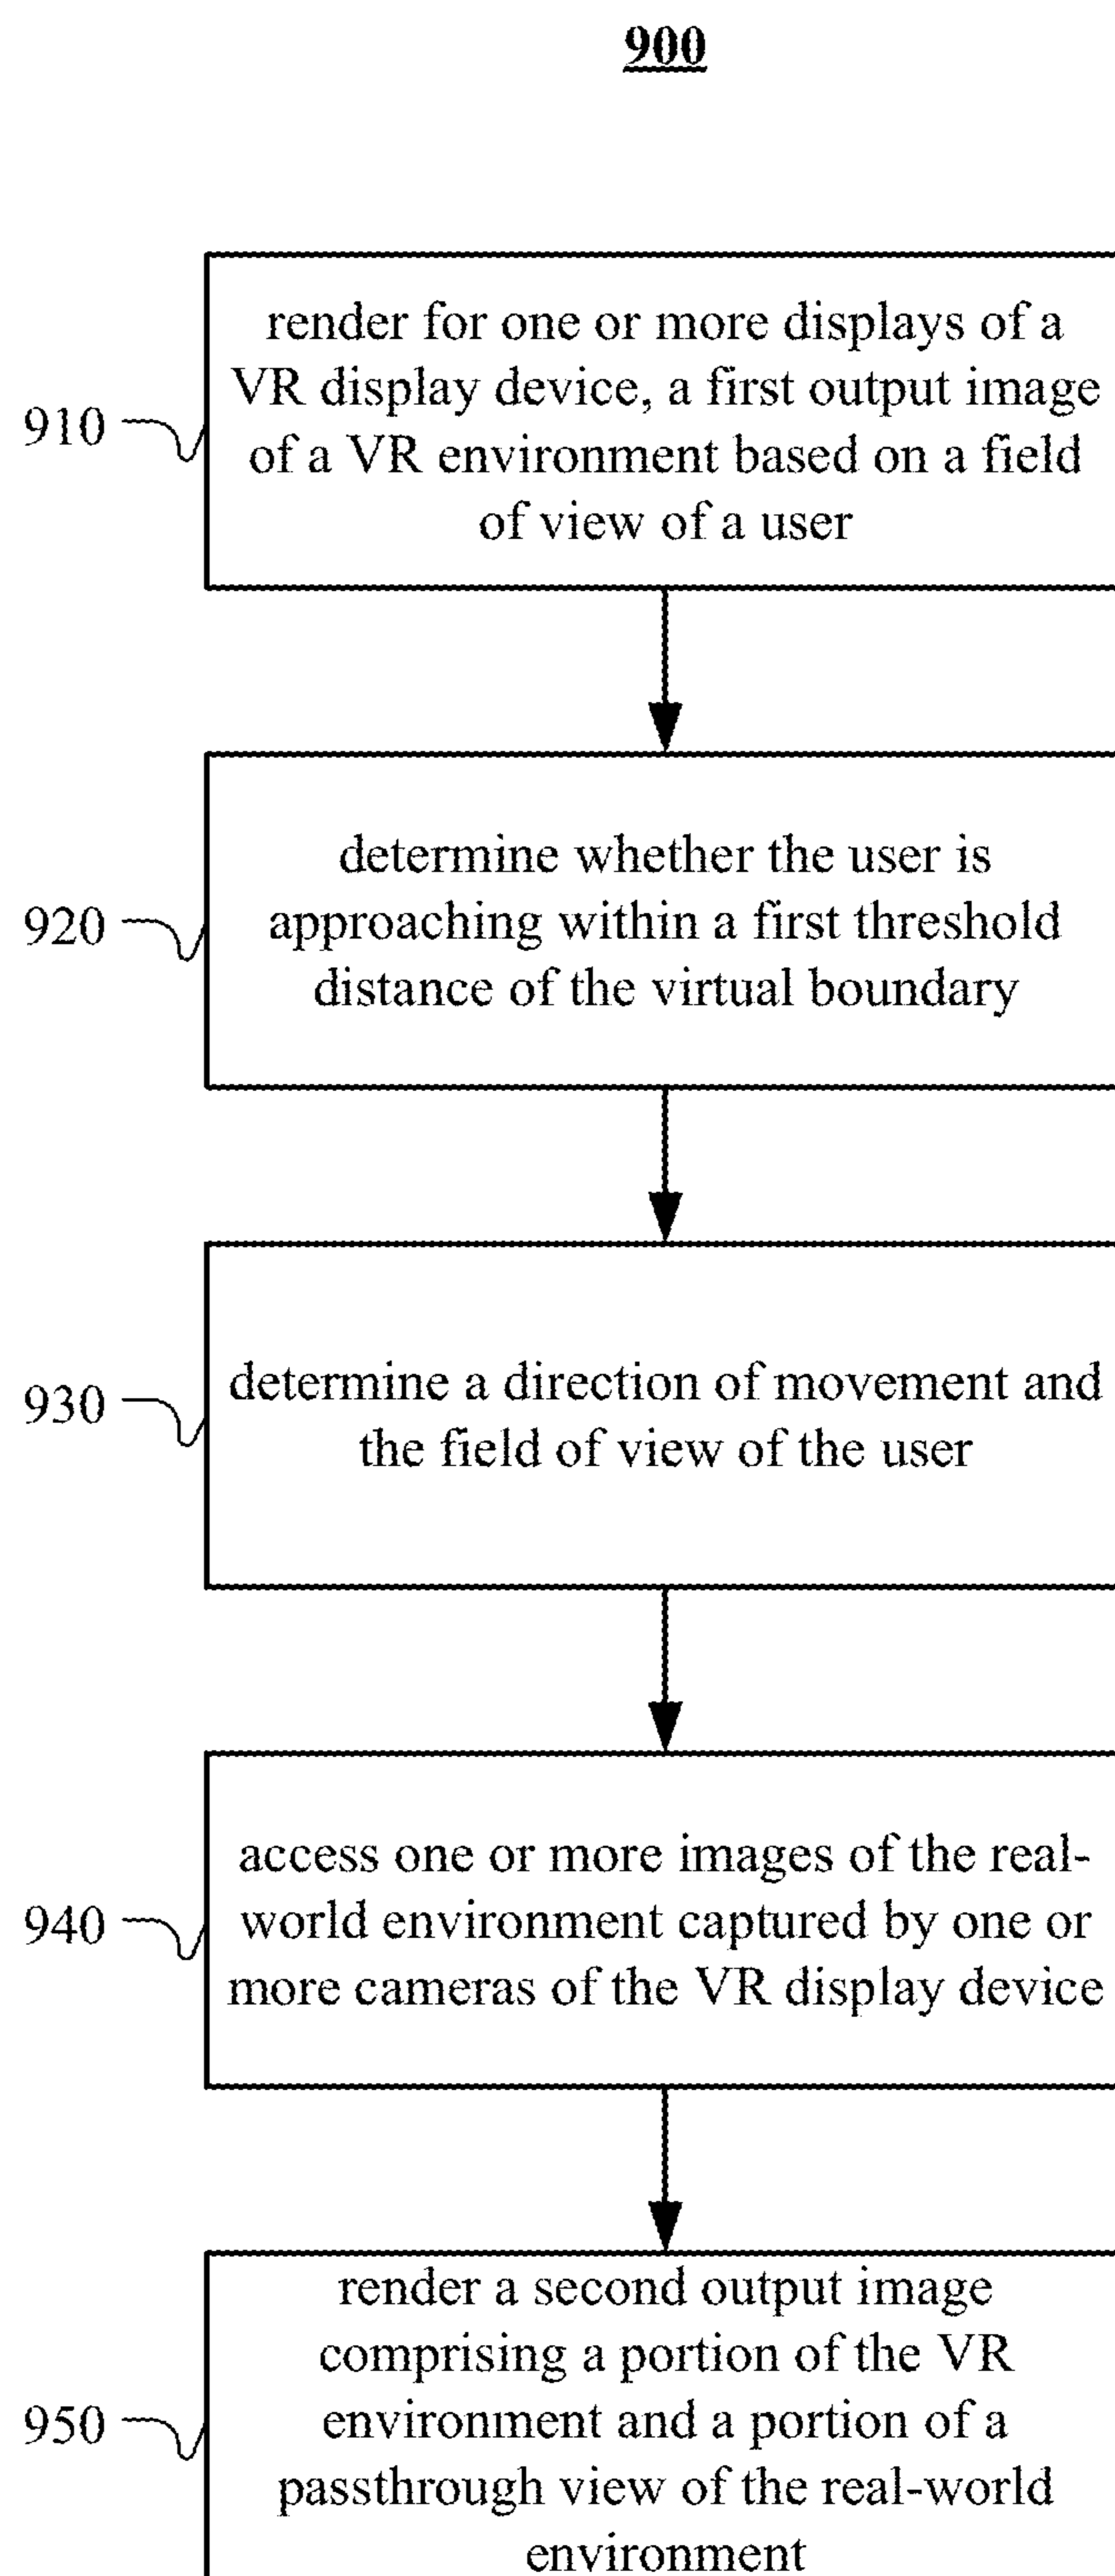 900
render for one or more displays of a
VR display device, a first output image
of a VR environment based on a field
of view of a user
910
determine whether the user is
approaching within a first threshold
distance of the virtual boundary
920
determine a direction of movement and
the field of view of the user
930
access one or more images of the real-
world environment captured by one or
more cameras of the VR display device
940
render a second output image
comprising a portion of the VR
environment and a portion of a
passthrough view of the real-world
environment
950